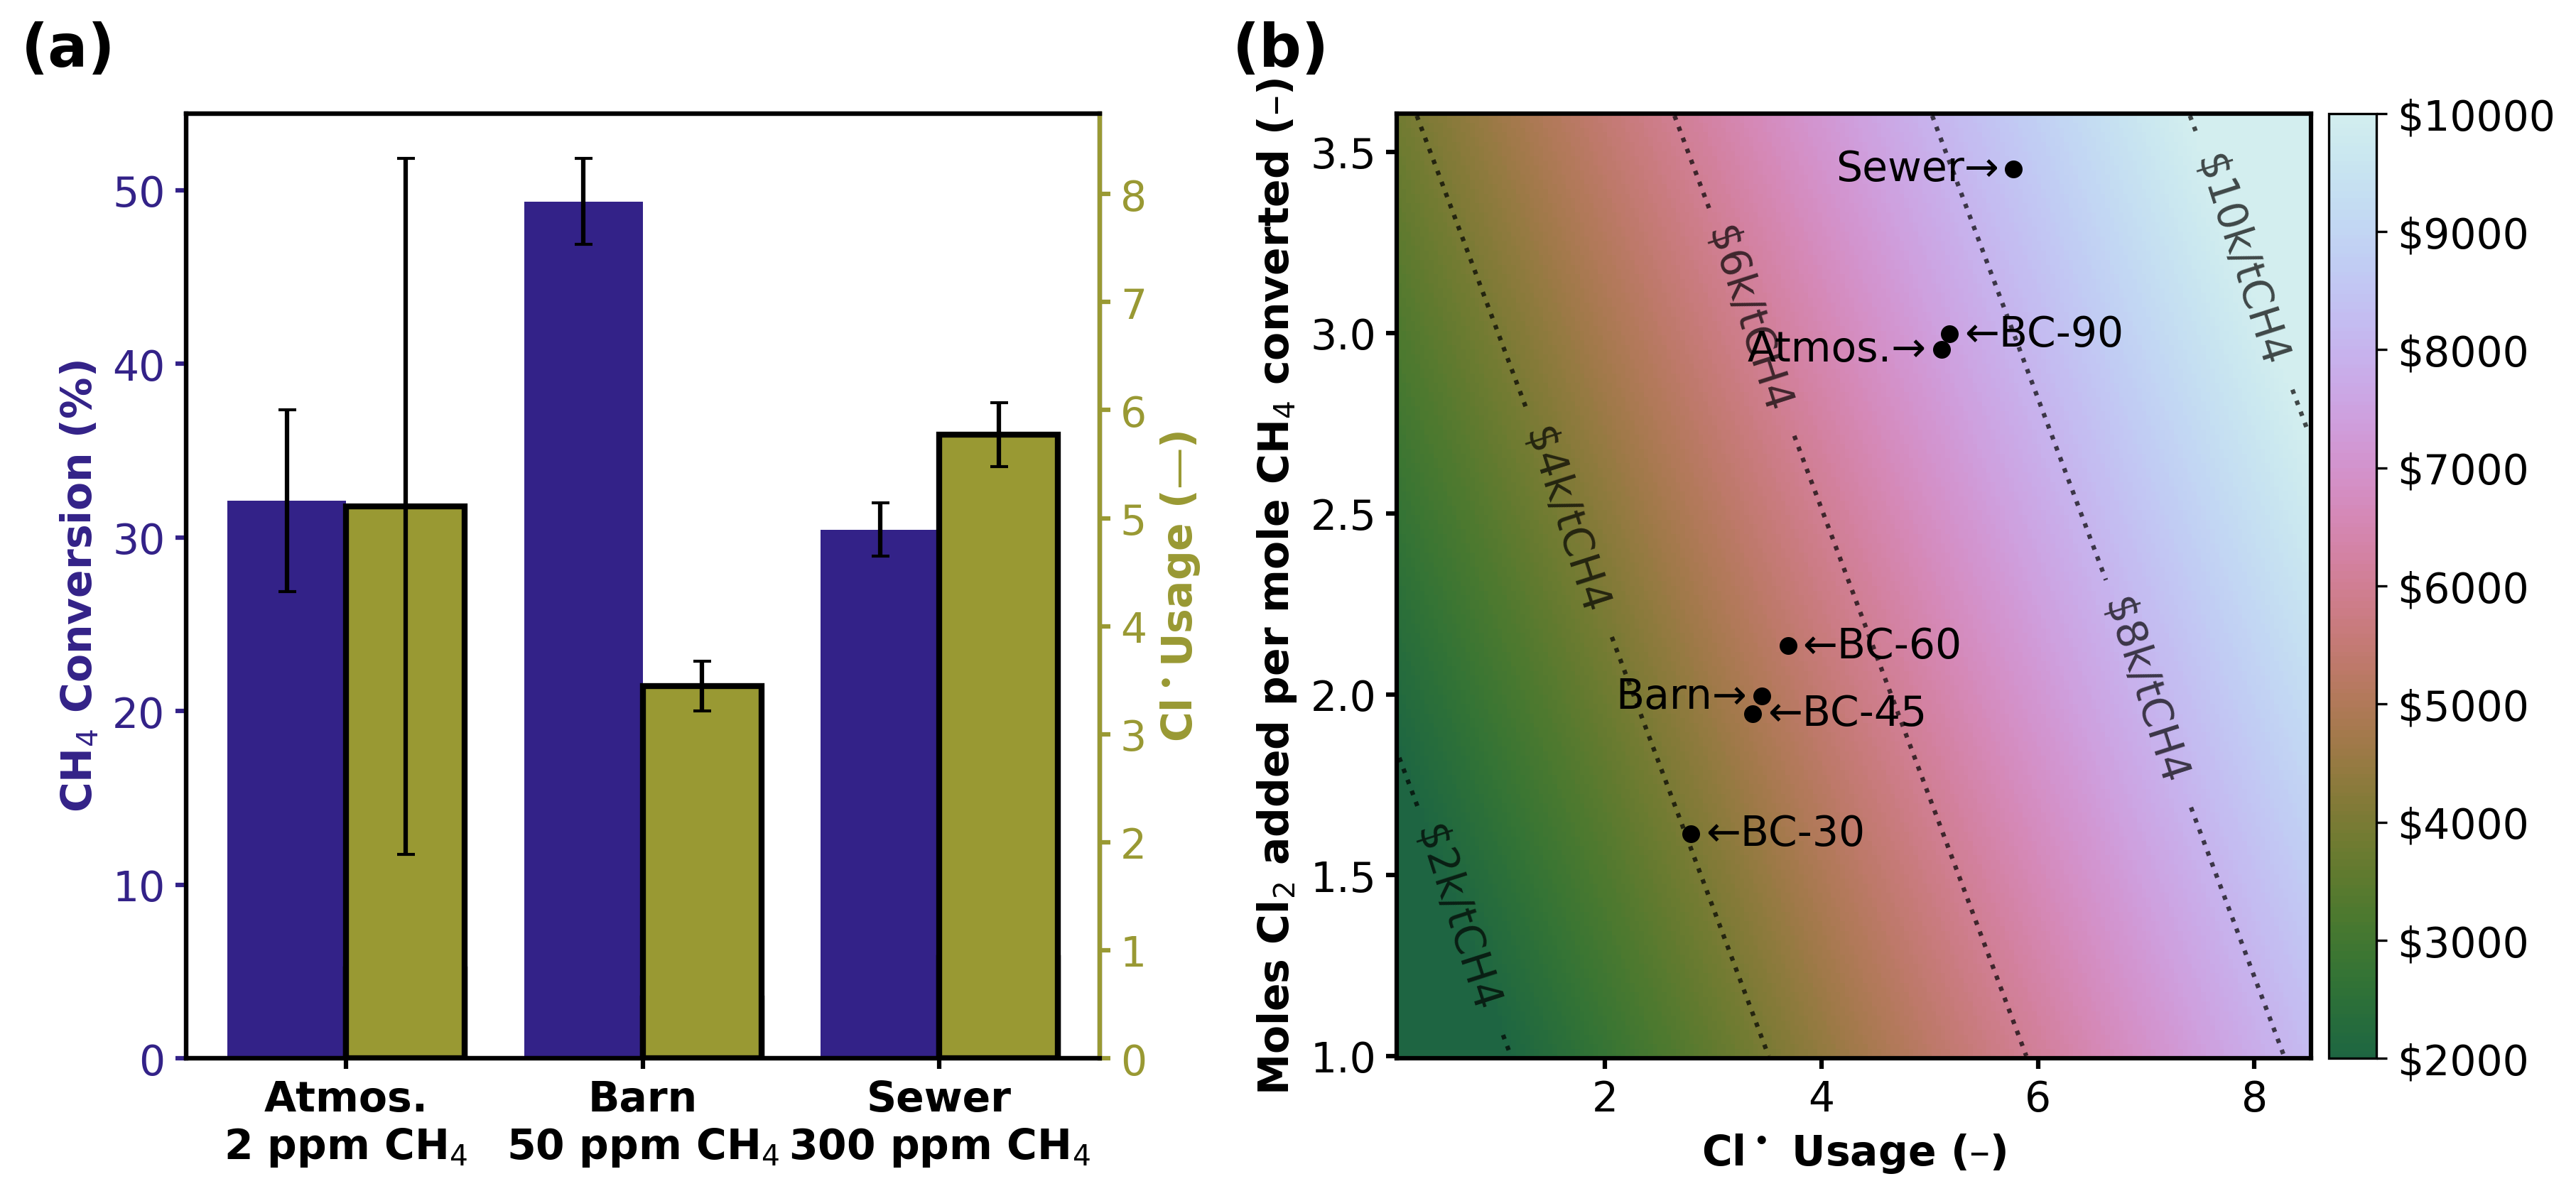 (a)
CH₄ Conversion (%)
50
40
30
20
10
0
8
7
6
5
4
3
2
1
0
Cl• Usage (—)
Atmos.
2 ppm CH₄
Barn
50 ppm CH₄
Sewer
300 ppm CH₄
(b)
Moles Cl₂ added per mole CH₄ converted (–)
3.5
3.0
2.5
2.0
1.5
1.0
Sewer→
←BC-90
Atmos.→
←BC-60
Barn→
←BC-45
←BC-30
$2k/tCH4
$4k/tCH4
$6k/tCH4
$8k/tCH4
$10k/tCH4
2
4
6
8
Cl• Usage (–)
$10000
$9000
$8000
$7000
$6000
$5000
$4000
$3000
$2000